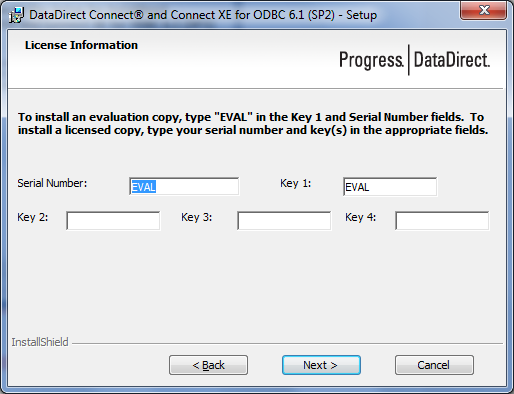 DataDirect Connect® and Connect XE for ODBC 6.1 (SP2) - Setup
License Information
Progress. DataDirect.
To install an evaluation copy, type "EVAL" in the Key 1 and Serial Number fields. To
install a licensed copy, type your serial number and key(s) in the appropriate fields.
Serial Number: EVAL Key 1: EVAL
Key 2: Key 3: Key 4:
InstallShield
< Back Next > Cancel